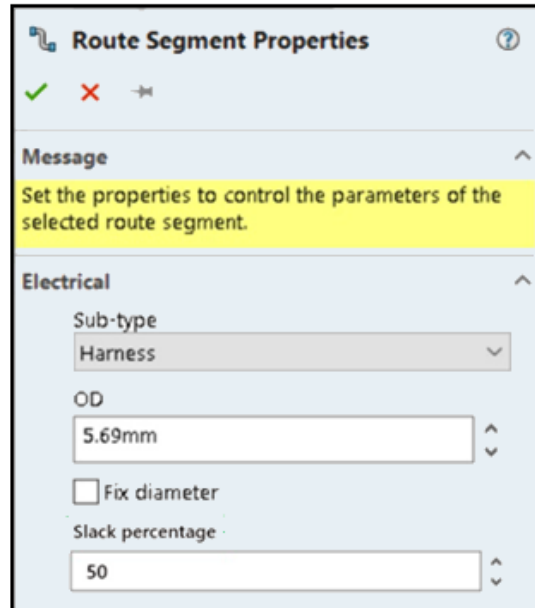 Route Segment Properties
?
Message
Set the properties to control the parameters of the
selected route segment.
Electrical
Sub-type
Harness
OD
5.69mm
Fix diameter
Slack percentage
50